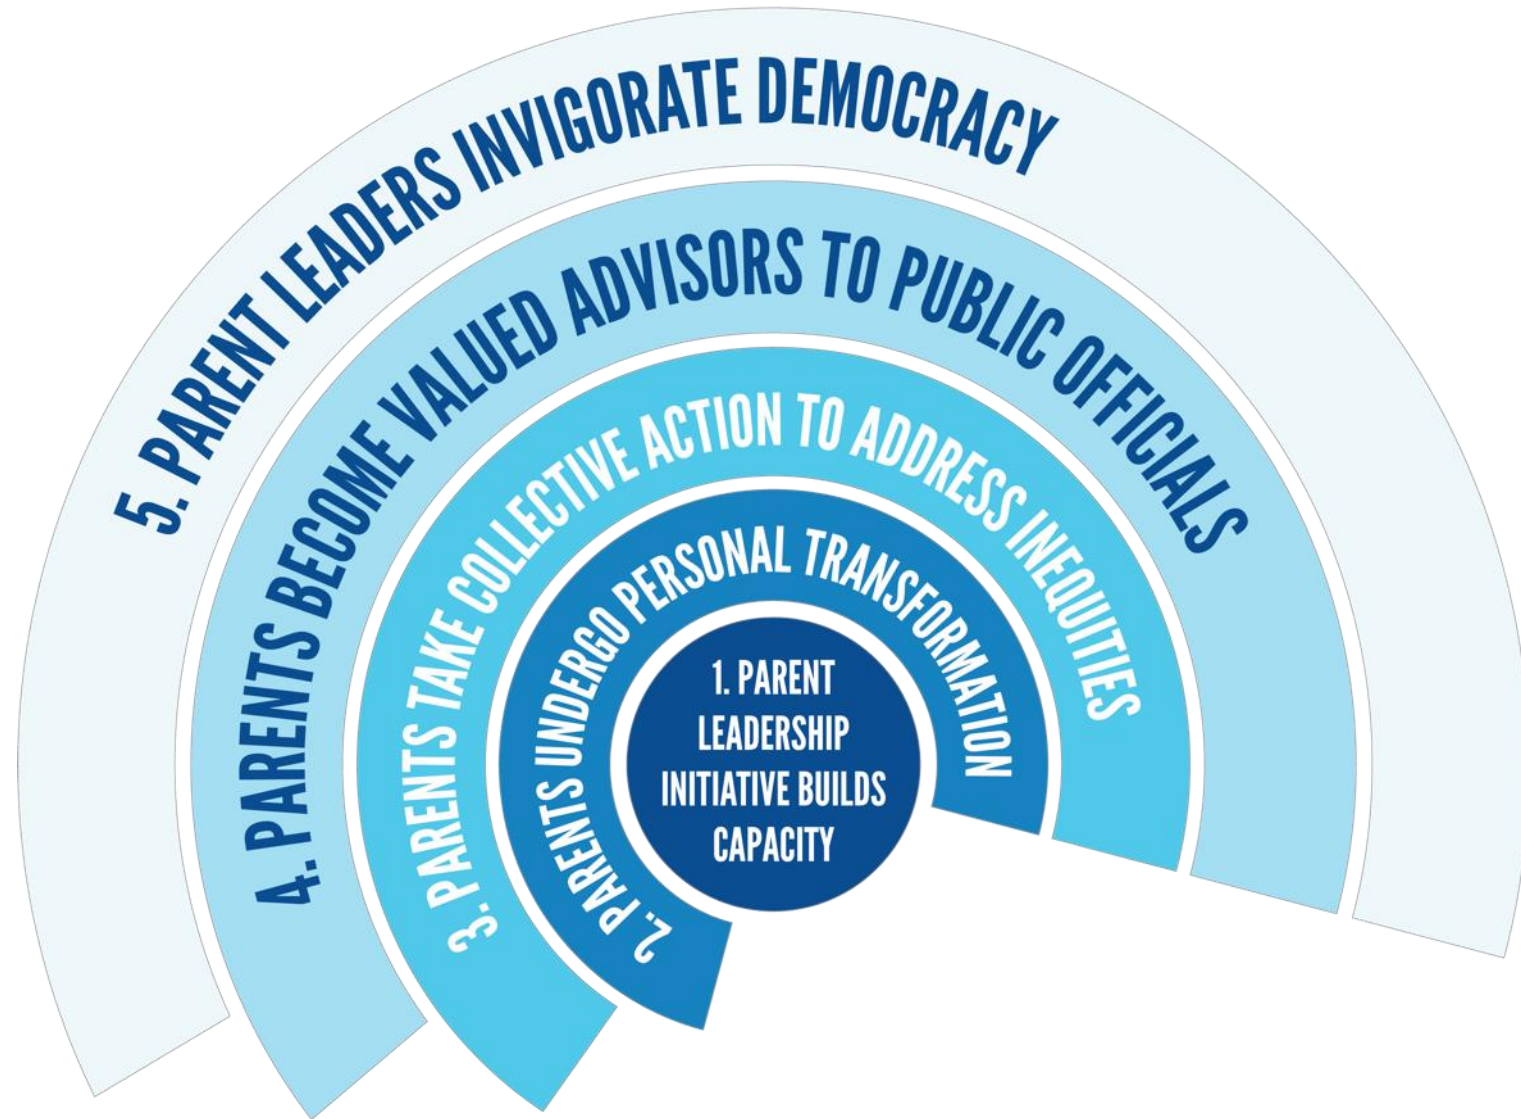 5. PARENT LEADERS INVIGORATE DEMOCRACY
4. PARENTS BECOME VALUED ADVISORS TO PUBLIC OFFICIALS
3. PARENTS TAKE COLLECTIVE ACTION TO ADDRESS INEQUITIES
2. PARENTS UNDERGO PERSONAL TRANSFORMATION
1. PARENT
LEADERSHIP
INITIATIVE BUILDS
CAPACITY